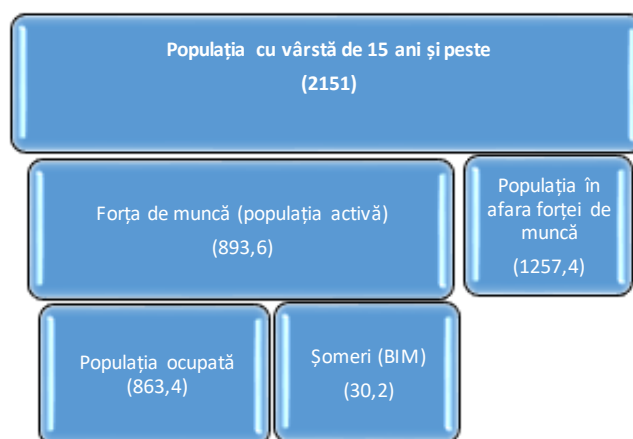 Populația cu vârstă de 15 ani și peste
(2151)
Forța de muncă (populația activă)
(893,6)
Populația în
afara forței de
muncă
(1257,4)
Populația ocupată
(863,4)
Șomeri (BIM)
(30,2)